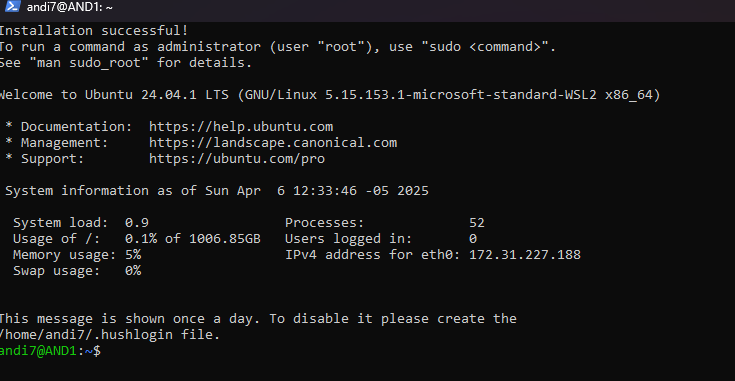 andi7@AND1: ~
Installation successful!
To run a command as administrator (user "root"), use "sudo <command>".
See "man sudo_root" for details.
Welcome to Ubuntu 24.04.1 LTS (GNU/Linux 5.15.153.1-microsoft-standard-WSL2 x86_64)
* Documentation:  https://help.ubuntu.com
* Management:     https://landscape.canonical.com
* Support:        https://ubuntu.com/pro
System information as of Sun Apr  6 12:33:46 -05 2025
System load:  0.9                 Processes:             52
Usage of /:   0.1% of 1006.85GB   Users logged in:       0
Memory usage: 5%                  IPv4 address for eth0: 172.31.227.188
Swap usage:   0%
This message is shown once a day. To disable it please create the
/home/andi7/.hushlogin file.
andi7@AND1:~$